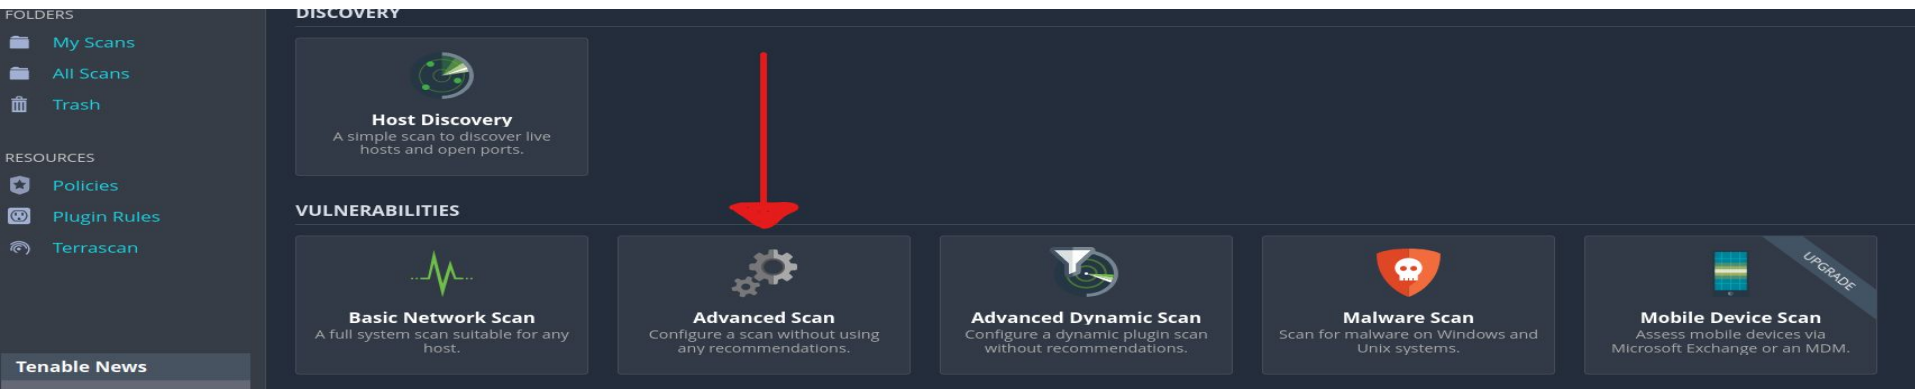 FOLDERS
My Scans
All Scans
Trash
RESOURCES
Policies
Plugin Rules
Terrascan
Tenable News
DISCOVERY
Host Discovery
A simple scan to discover live
hosts and open ports.
VULNERABILITIES
Basic Network Scan
A full system scan suitable for any
host.
Advanced Scan
Configure a scan without using
any recommendations.
Advanced Dynamic Scan
Configure a dynamic plugin scan
without recommendations.
Malware Scan
Scan for malware on Windows and
Unix systems.
UPGRADE
Mobile Device Scan
Assess mobile devices via
Microsoft Exchange or an MDM.